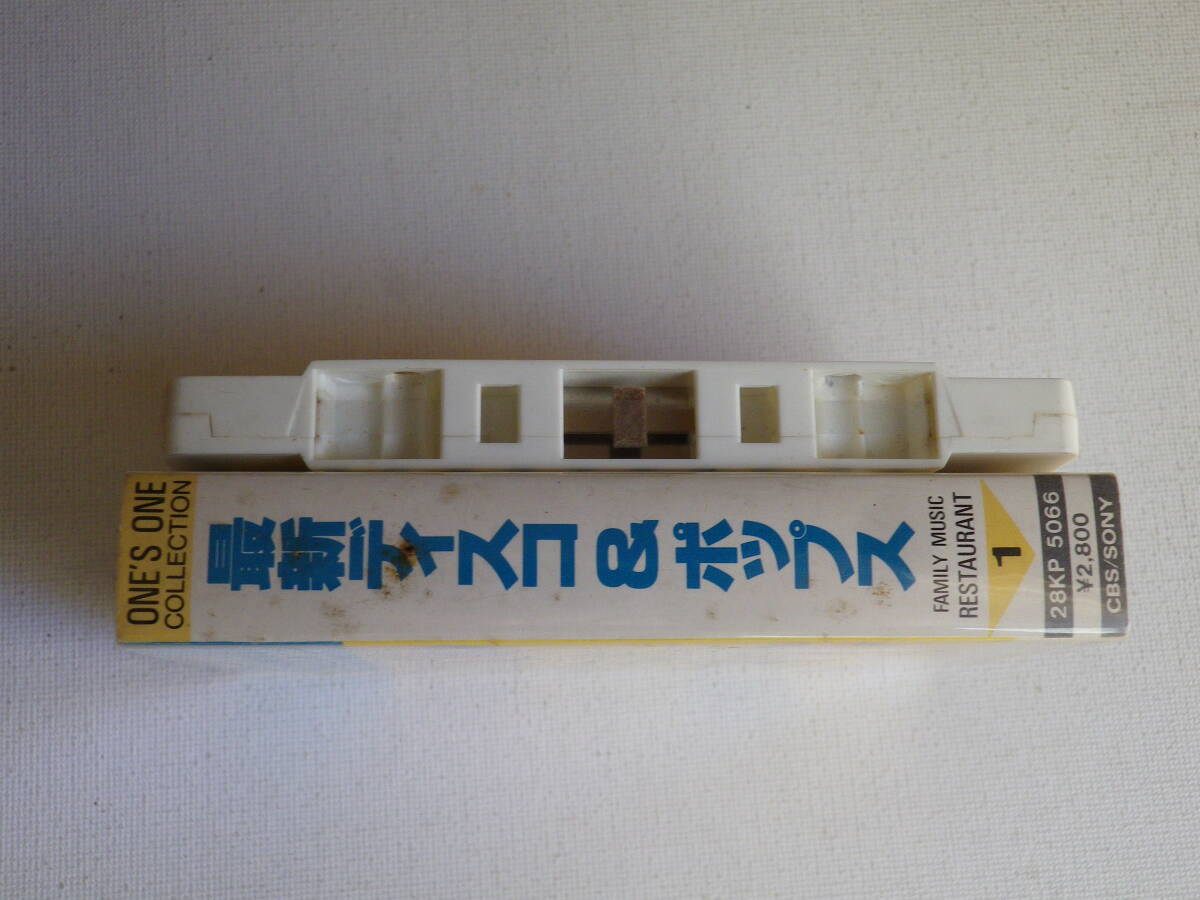 ONE'S ONE
COLLECTION
最新ディスコ&ポップス
FAMILY MUSIC
RESTAURANT
1
28KP 5066
¥2,800
CBS/SONY